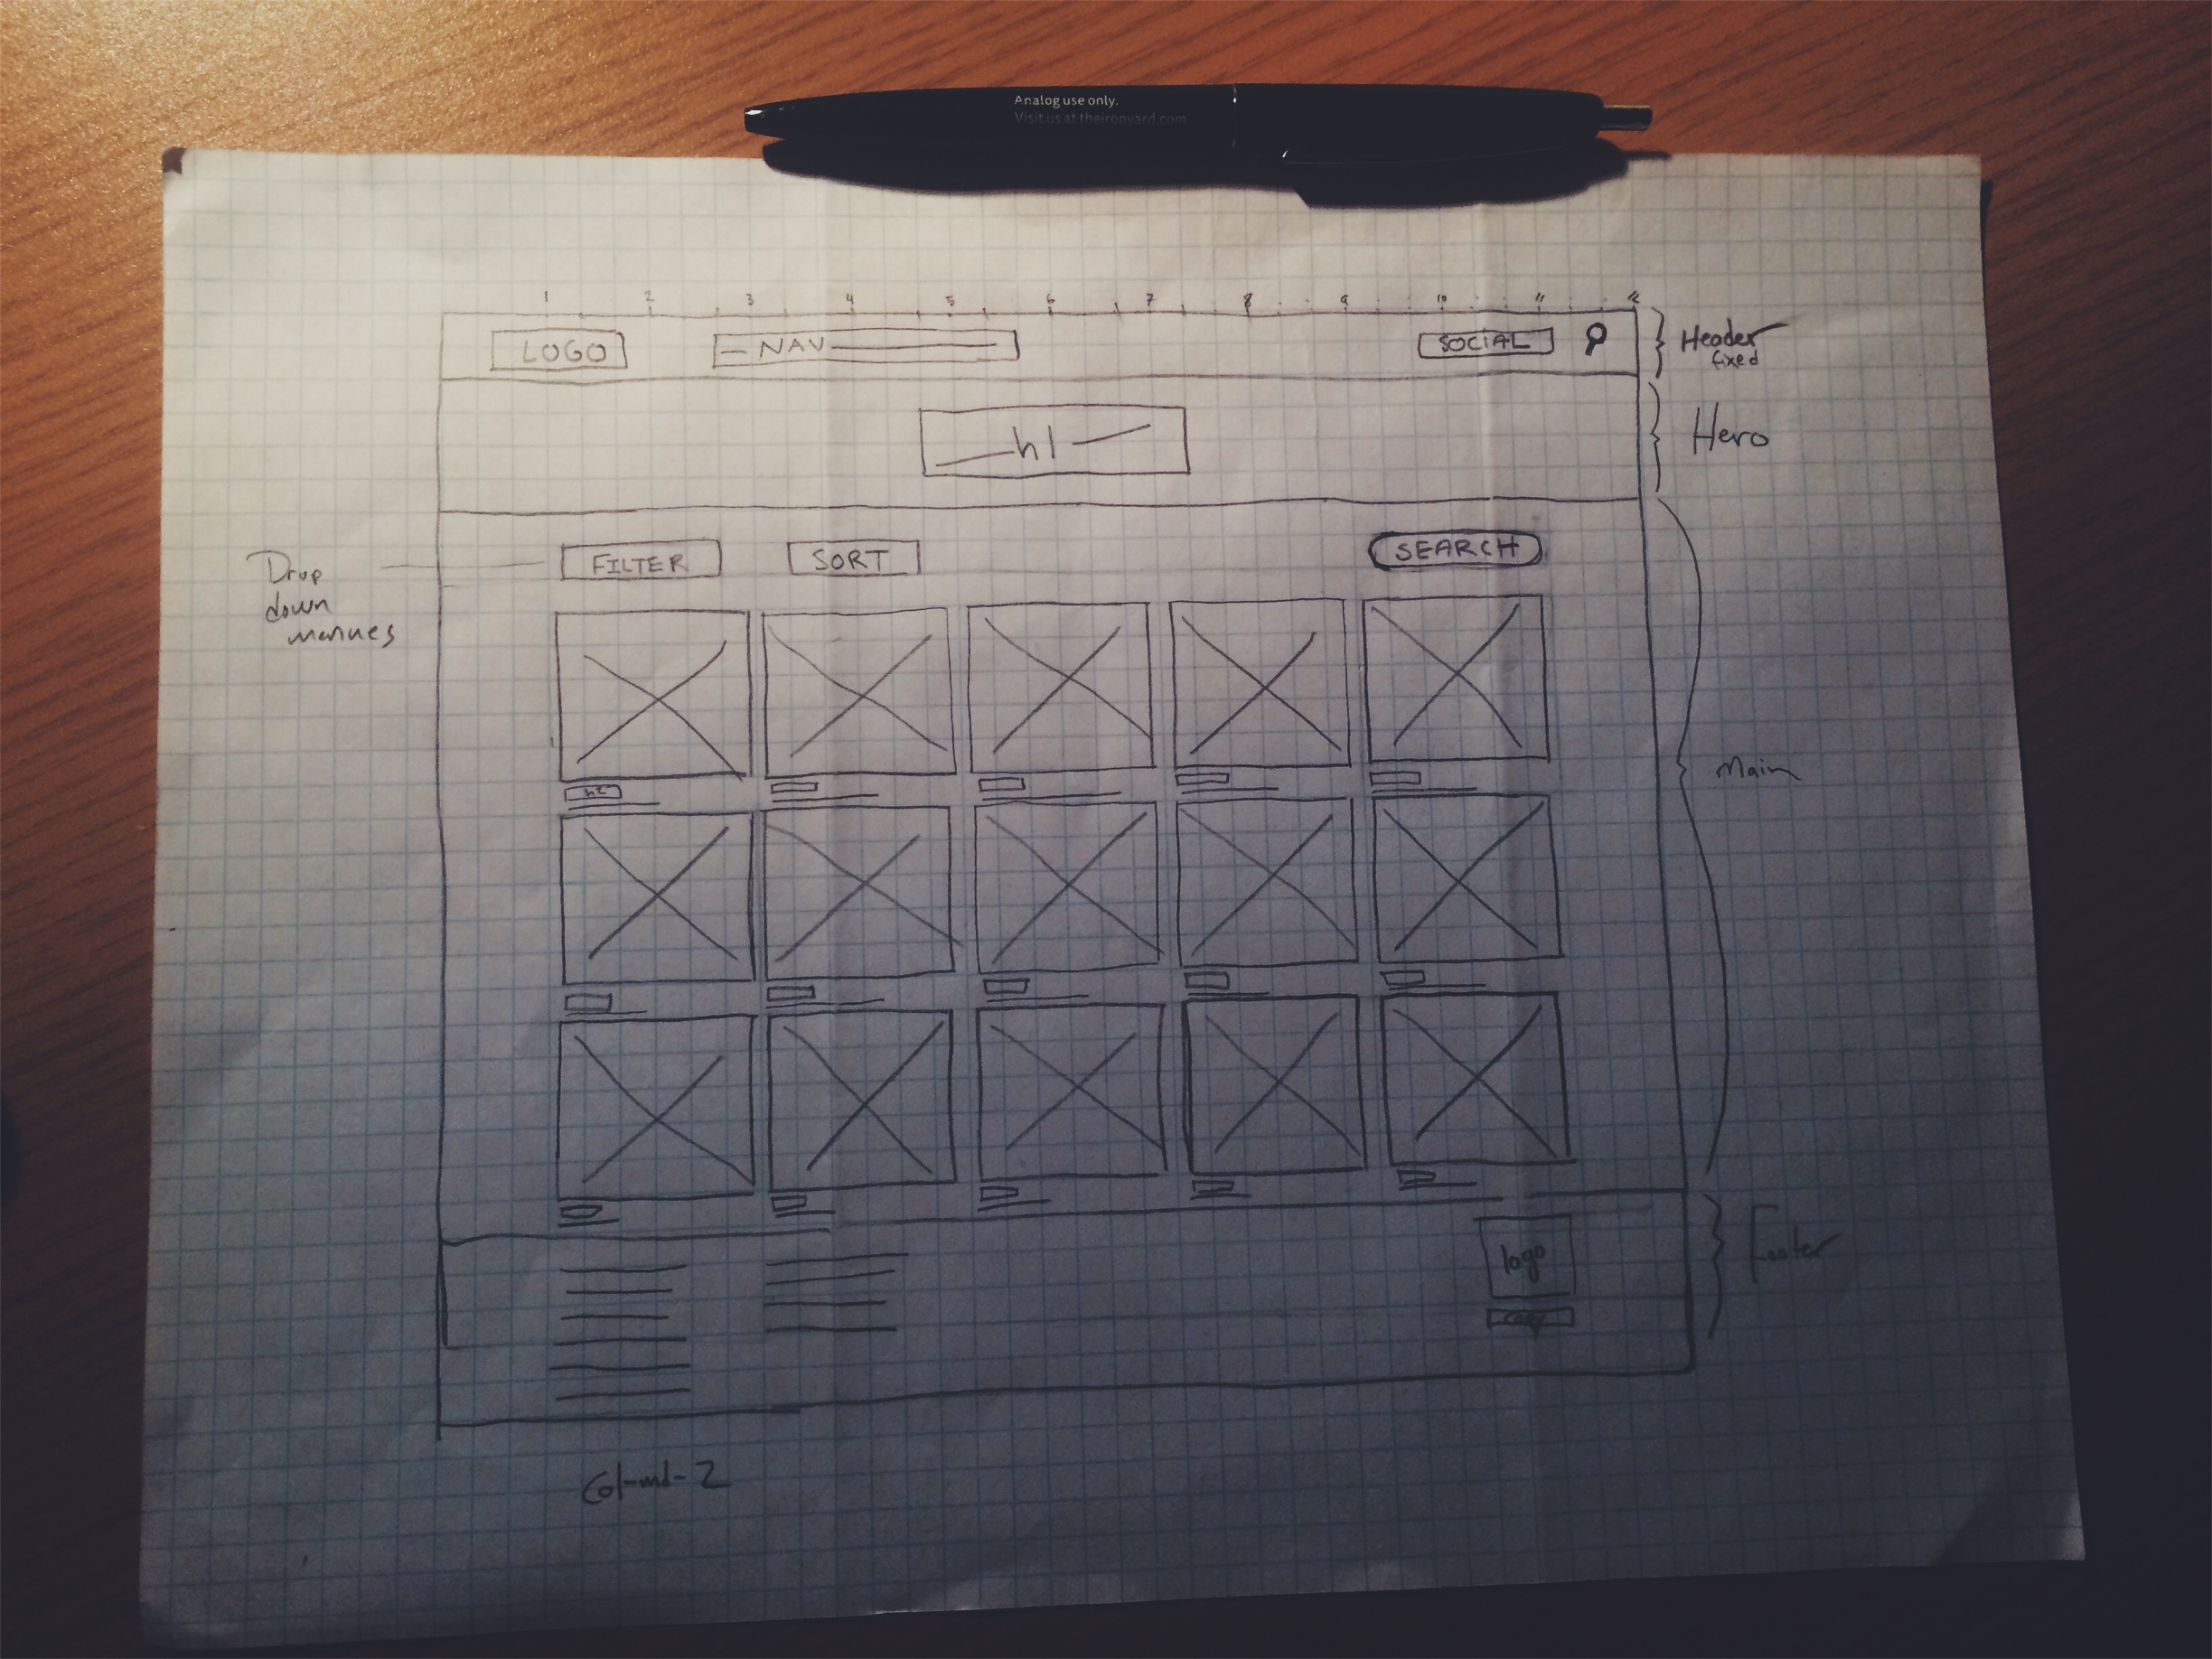 Analog use only.
Visit us at theironyard.com
1 2 3 4 5 6 7 8 9 10 11 12
LOGO
NAV
SOCIAL
Header
fixed
h1
Hero
FILTER
SORT
SEARCH
Drop
down
menues
h2
Main
logo
copy
Footer
Col-md-2